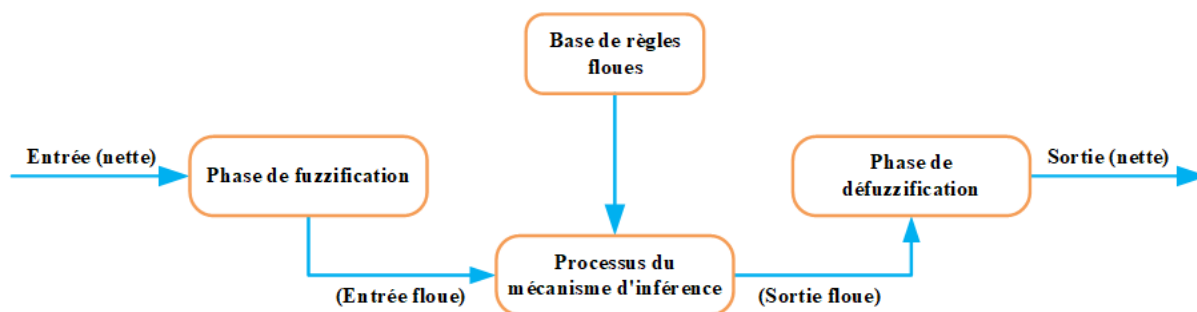 Base de règles
floues
Entrée (nette)
Phase de fuzzification
Phase de
défuzzification
Sortie (nette)
Processus du
mécanisme d'inférence
(Entrée floue)
(Sortie floue)